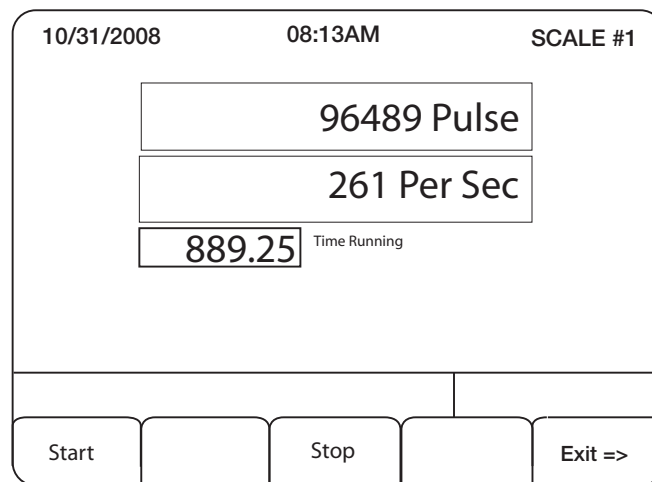 10/31/2008 08:13AM SCALE #1
96489 Pulse
261 Per Sec
889.25 Time Running
Start Stop Exit =>